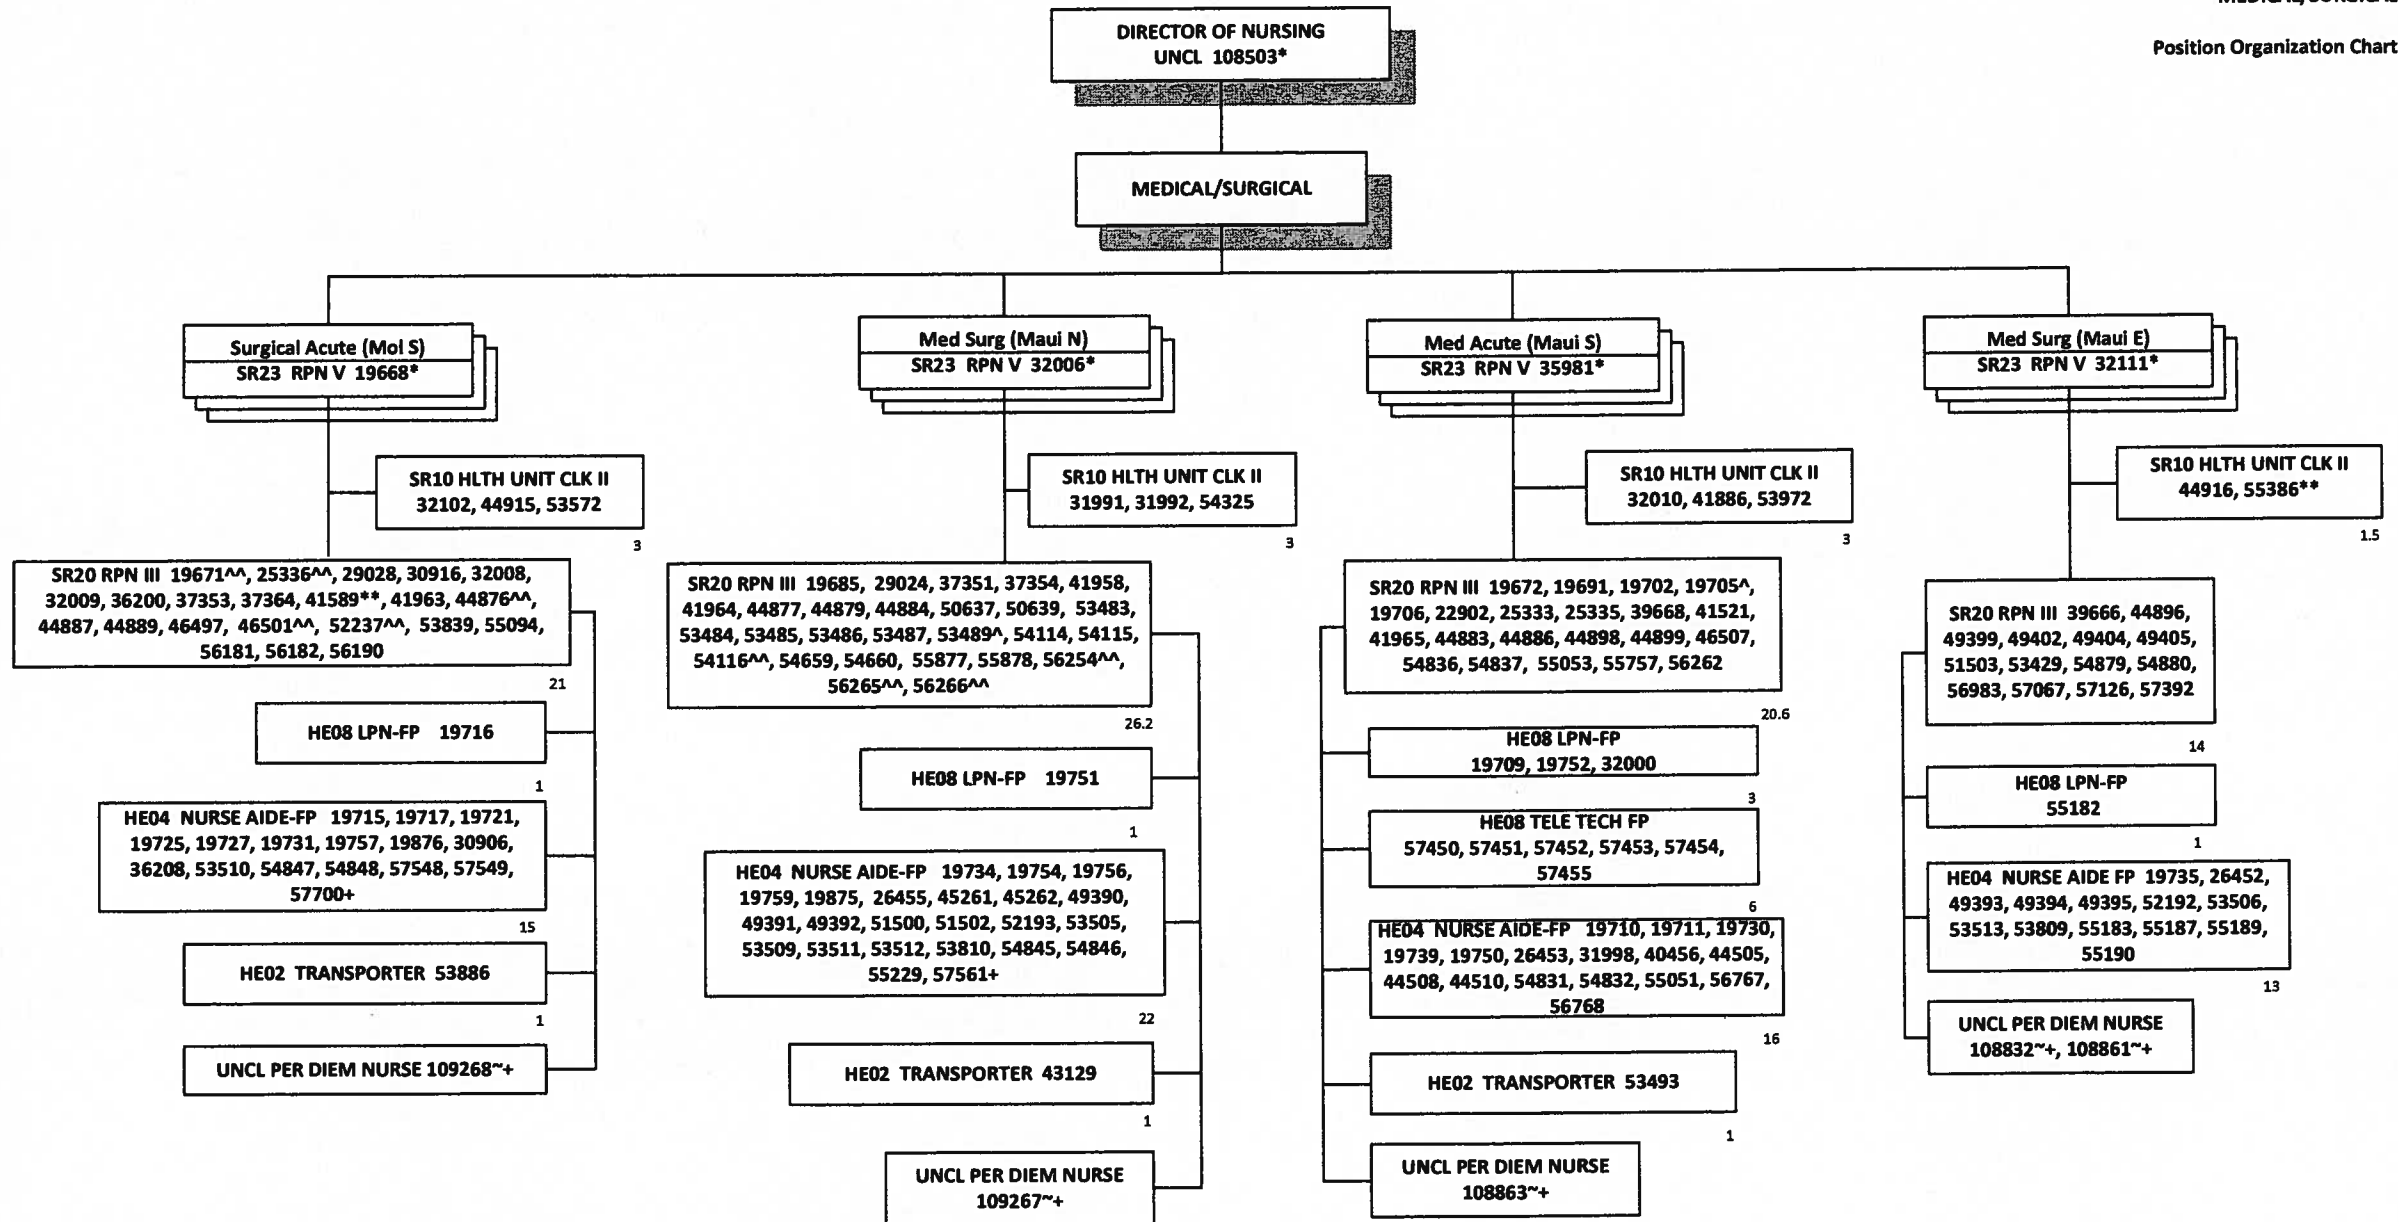 MEDICAL/SURGICAL
Position Organization Chart
DIRECTOR OF NURSING
UNCL 108503*
MEDICAL/SURGICAL
Surgical Acute (Mol S)
SR23 RPN V 19668*
SR10 HLTH UNIT CLK II
32102, 44915, 53572
3
SR20 RPN III 19671^^, 25336^^, 29028, 30916, 32008,
32009, 36200, 37353, 37364, 41589**, 41963, 44876^^,
44887, 44889, 46497, 46501^^, 52237^^, 53839, 55094,
56181, 56182, 56190
21
HE08 LPN-FP 19716
1
HE04 NURSE AIDE-FP 19715, 19717, 19721,
19725, 19727, 19731, 19757, 19876, 30906,
36208, 53510, 54847, 54848, 57548, 57549,
57700+
15
HE02 TRANSPORTER 53886
1
UNCL PER DIEM NURSE 109268~+
Med Surg (Maui N)
SR23 RPN V 32006*
SR10 HLTH UNIT CLK II
31991, 31992, 54325
3
SR20 RPN III 19685, 29024, 37351, 37354, 41958,
41964, 44877, 44879, 44884, 50637, 50639, 53483,
53484, 53485, 53486, 53487, 53489^, 54114, 54115,
54116^^, 54659, 54660, 55877, 55878, 56254^^,
56265^^, 56266^^
26.2
HE08 LPN-FP 19751
1
HE04 NURSE AIDE-FP 19734, 19754, 19756,
19759, 19875, 26455, 45261, 45262, 49390,
49391, 49392, 51500, 51502, 52193, 53505,
53509, 53511, 53512, 53810, 54845, 54846,
55229, 57561+
22
HE02 TRANSPORTER 43129
1
UNCL PER DIEM NURSE
109267~+
Med Acute (Maui S)
SR23 RPN V 35981*
SR10 HLTH UNIT CLK II
32010, 41886, 53972
3
SR20 RPN III 19672, 19691, 19702, 19705^,
19706, 22902, 25333, 25335, 39668, 41521,
41965, 44883, 44886, 44898, 44899, 46507,
54836, 54837, 55053, 55757, 56262
20.6
HE08 LPN-FP
19709, 19752, 32000
3
HE08 TELE TECH FP
57450, 57451, 57452, 57453, 57454,
57455
6
HE04 NURSE AIDE-FP 19710, 19711, 19730,
19739, 19750, 26453, 31998, 40456, 44505,
44508, 44510, 54831, 54832, 55051, 56767,
56768
16
HE02 TRANSPORTER 53493
1
UNCL PER DIEM NURSE
108863~+
Med Surg (Maui E)
SR23 RPN V 32111*
SR10 HLTH UNIT CLK II
44916, 55386**
1.5
SR20 RPN III 39666, 44896,
49399, 49402, 49404, 49405,
51503, 53429, 54879, 54880,
56983, 57067, 57126, 57392
14
HE08 LPN-FP
55182
1
HE04 NURSE AIDE FP 19735, 26452,
49393, 49394, 49395, 52192, 53506,
53513, 53809, 55183, 55187, 55189,
55190
13
UNCL PER DIEM NURSE
108832~+, 108861~+